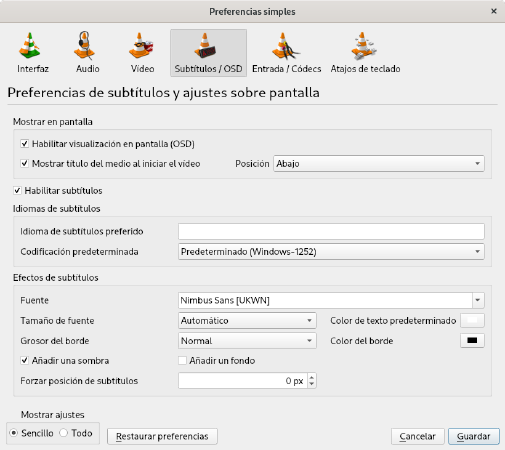 Preferencias simples
Interfaz Audio Vídeo Subtítulos / OSD Entrada / Códecs Atajos de teclado
Preferencias de subtítulos y ajustes sobre pantalla
Mostrar en pantalla
Habilitar visualización en pantalla (OSD)
Mostrar título del medio al iniciar el vídeo Posición Abajo
Habilitar subtítulos
Idiomas de subtítulos
Idioma de subtítulos preferido
Codificación predeterminada Predeterminado (Windows-1252)
Efectos de subtítulos
Fuente Nimbus Sans [UKWN]
Tamaño de fuente Automático Color de texto predeterminado
Grosor del borde Normal Color del borde
Añadir una sombra Añadir un fondo
Forzar posición de subtítulos 0 px
Mostrar ajustes
Sencillo Todo Restaurar preferencias Cancelar Guardar